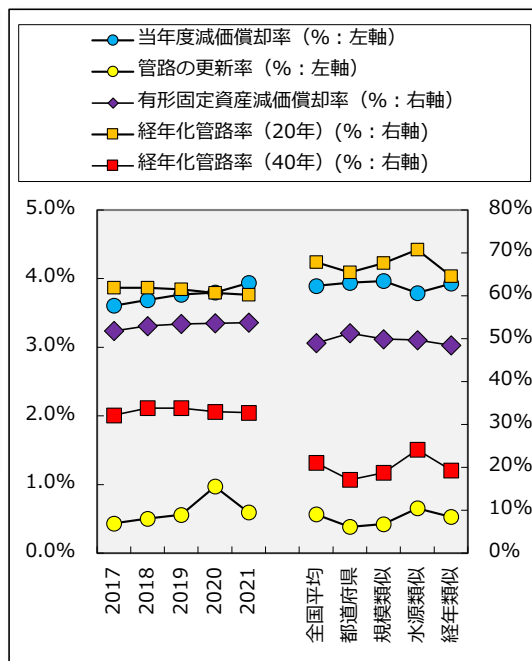 当年度減価償却率（%：左軸）
管路の更新率（%：左軸）
有形固定資産減価償却率（%：右軸）
経年化管路率（20年）(%：右軸)
経年化管路率（40年）(%：右軸)
5.0%
4.0%
3.0%
2.0%
1.0%
0.0%
80%
70%
60%
50%
40%
30%
20%
10%
0%
2017
2018
2019
2020
2021
全国平均
都道府県
規模類似
水源類似
経年類似